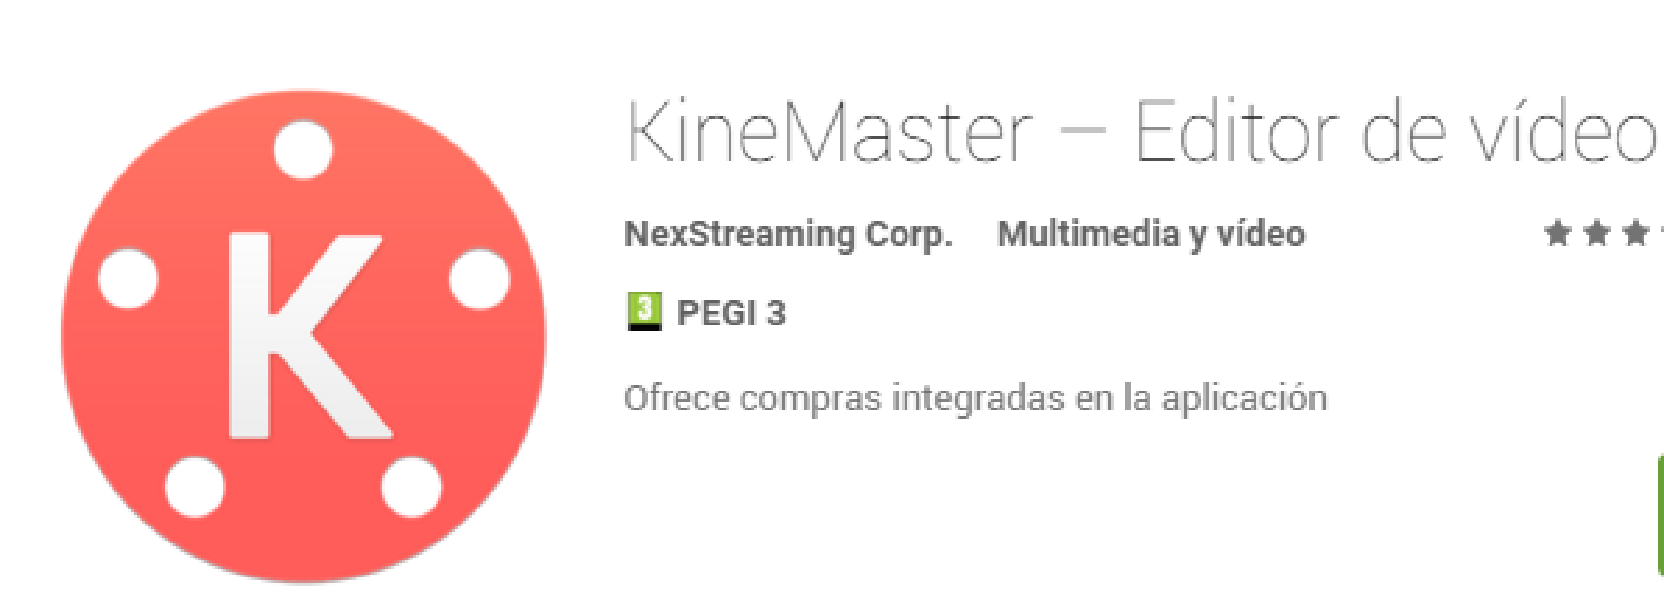 K
KineMaster – Editor de vídeo
NexStreaming Corp. Multimedia y vídeo
3 PEGI 3
Ofrece compras integradas en la aplicación